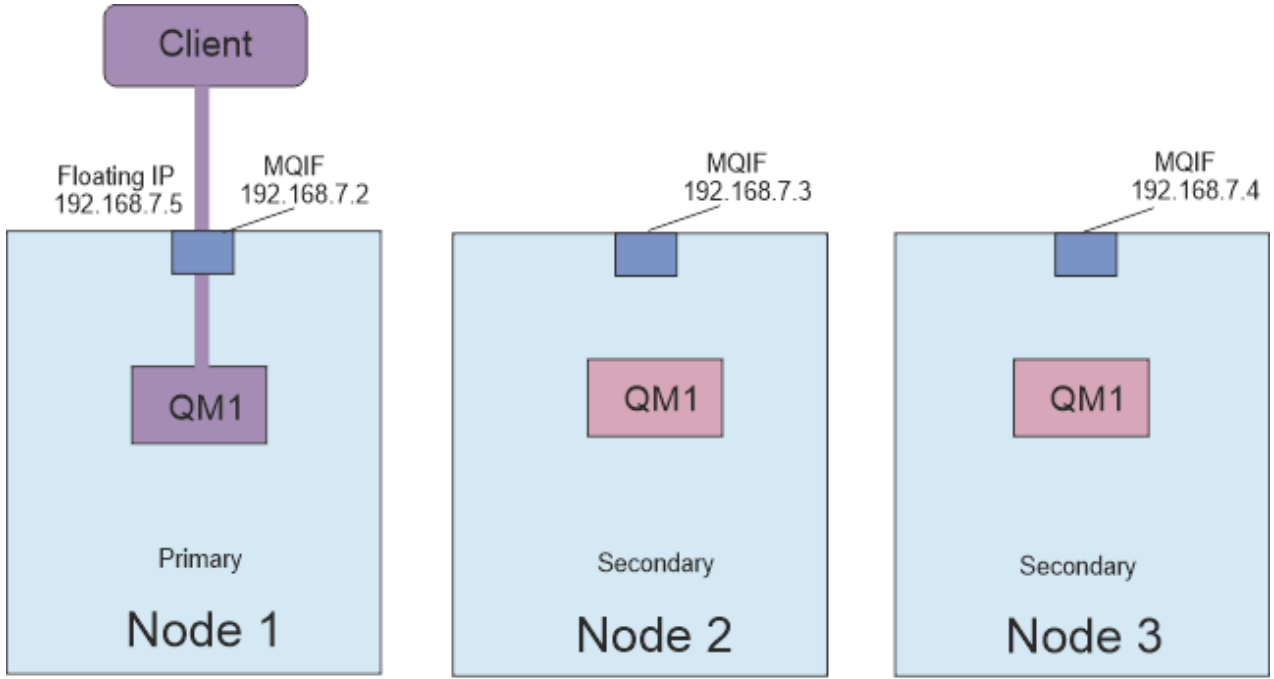 Client
Floating IP
192.168.7.5
MQIF
192.168.7.2
MQIF
192.168.7.3
MQIF
192.168.7.4
QM1
QM1
QM1
Primary
Secondary
Secondary
Node 1
Node 2
Node 3